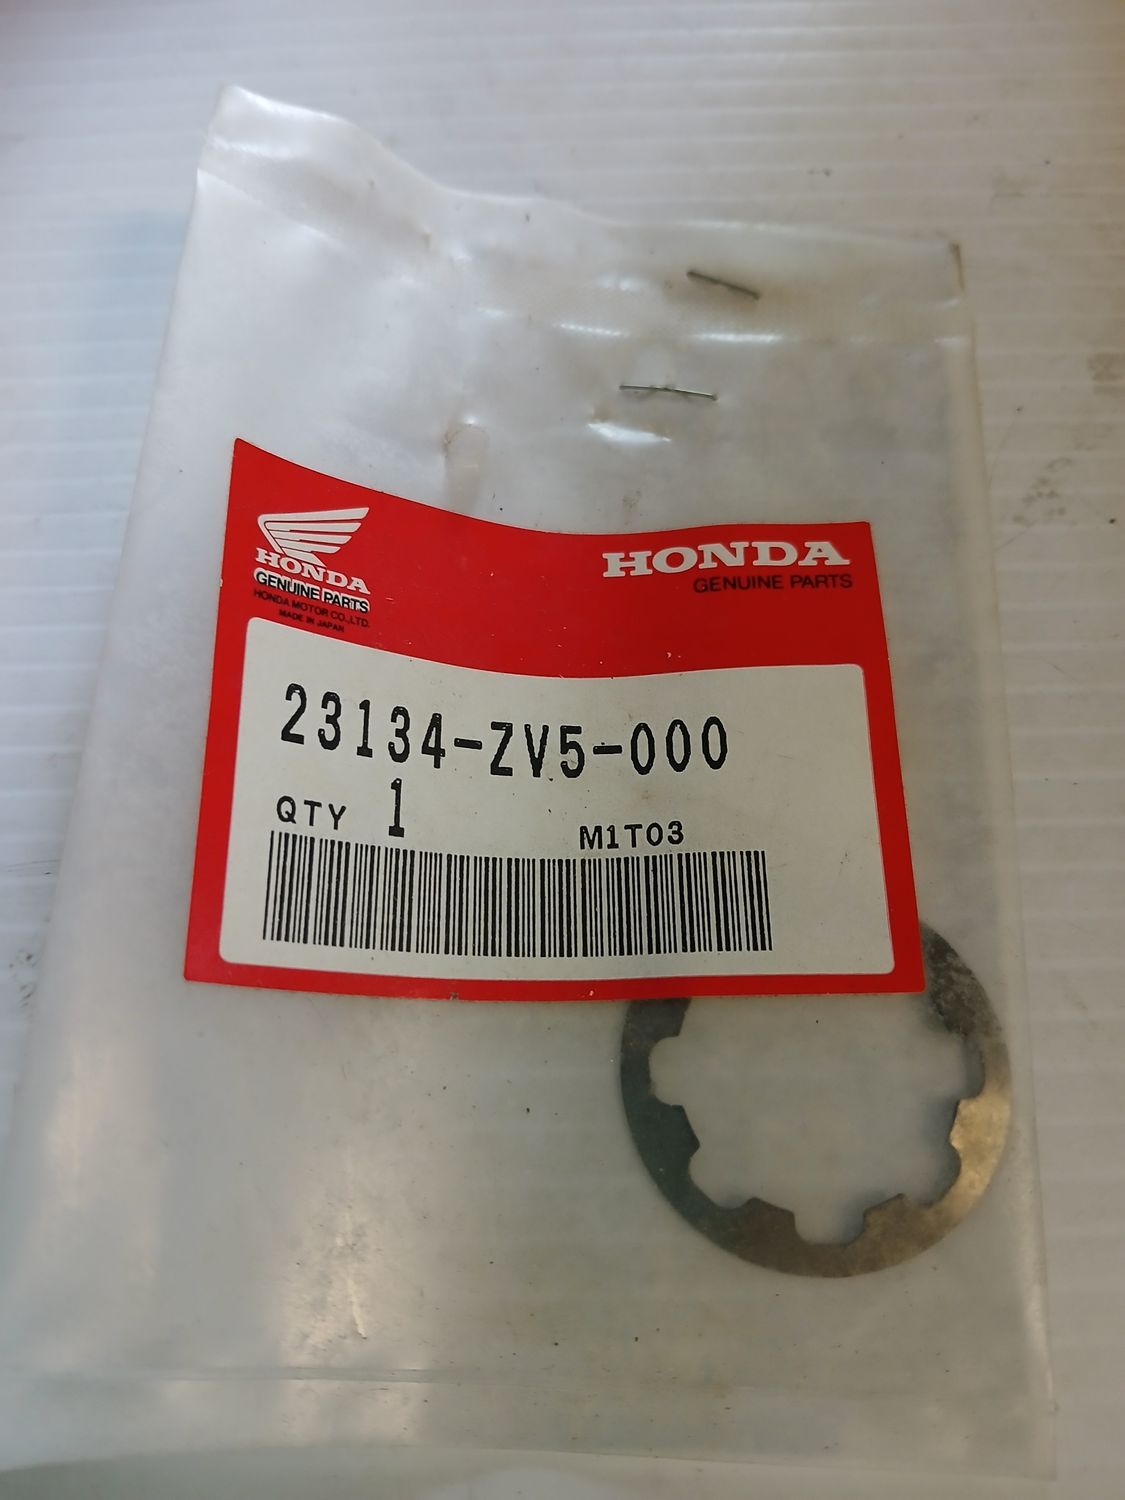 HONDA
GENUINE PARTS
HONDA MOTOR CO.,LTD.
MADE IN JAPAN
HONDA
GENUINE PARTS
23134-ZV5-000
QTY 1
M1T03